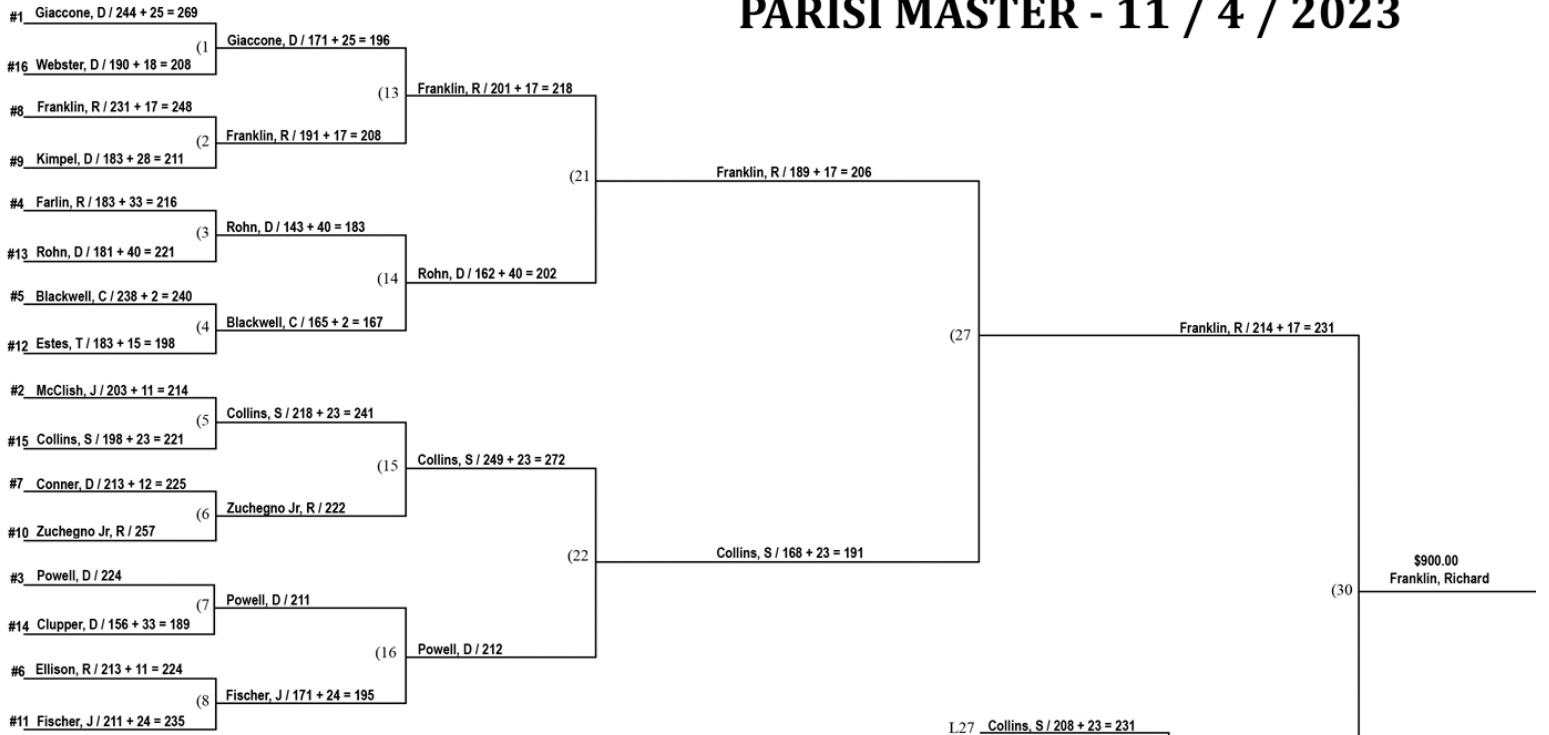 PARISI MASTER - 11 / 4 / 2023
#1 Giaccone, D / 244 + 25 = 269
(1
Giaccone, D / 171 + 25 = 196
#16 Webster, D / 190 + 18 = 208
(13
Franklin, R / 201 + 17 = 218
#8 Franklin, R / 231 + 17 = 248
(2
Franklin, R / 191 + 17 = 208
#9 Kimpel, D / 183 + 28 = 211
(21
Franklin, R / 189 + 17 = 206
#4 Farlin, R / 183 + 33 = 216
(3
Rohn, D / 143 + 40 = 183
#13 Rohn, D / 181 + 40 = 221
(14
Rohn, D / 162 + 40 = 202
#5 Blackwell, C / 238 + 2 = 240
(4
Blackwell, C / 165 + 2 = 167
#12 Estes, T / 183 + 15 = 198
(27
Franklin, R / 214 + 17 = 231
#2 McClish, J / 203 + 11 = 214
(5
Collins, S / 218 + 23 = 241
#15 Collins, S / 198 + 23 = 221
(15
Collins, S / 249 + 23 = 272
#7 Conner, D / 213 + 12 = 225
(6
Zuchegno Jr, R / 222
#10 Zuchegno Jr, R / 257
(22
Collins, S / 168 + 23 = 191
#3 Powell, D / 224
(7
Powell, D / 211
#14 Clupper, D / 156 + 33 = 189
(16
Powell, D / 212
#6 Ellison, R / 213 + 11 = 224
(8
Fischer, J / 171 + 24 = 195
#11 Fischer, J / 211 + 24 = 235
(30
$900.00
Franklin, Richard
L27 Collins, S / 208 + 23 = 231